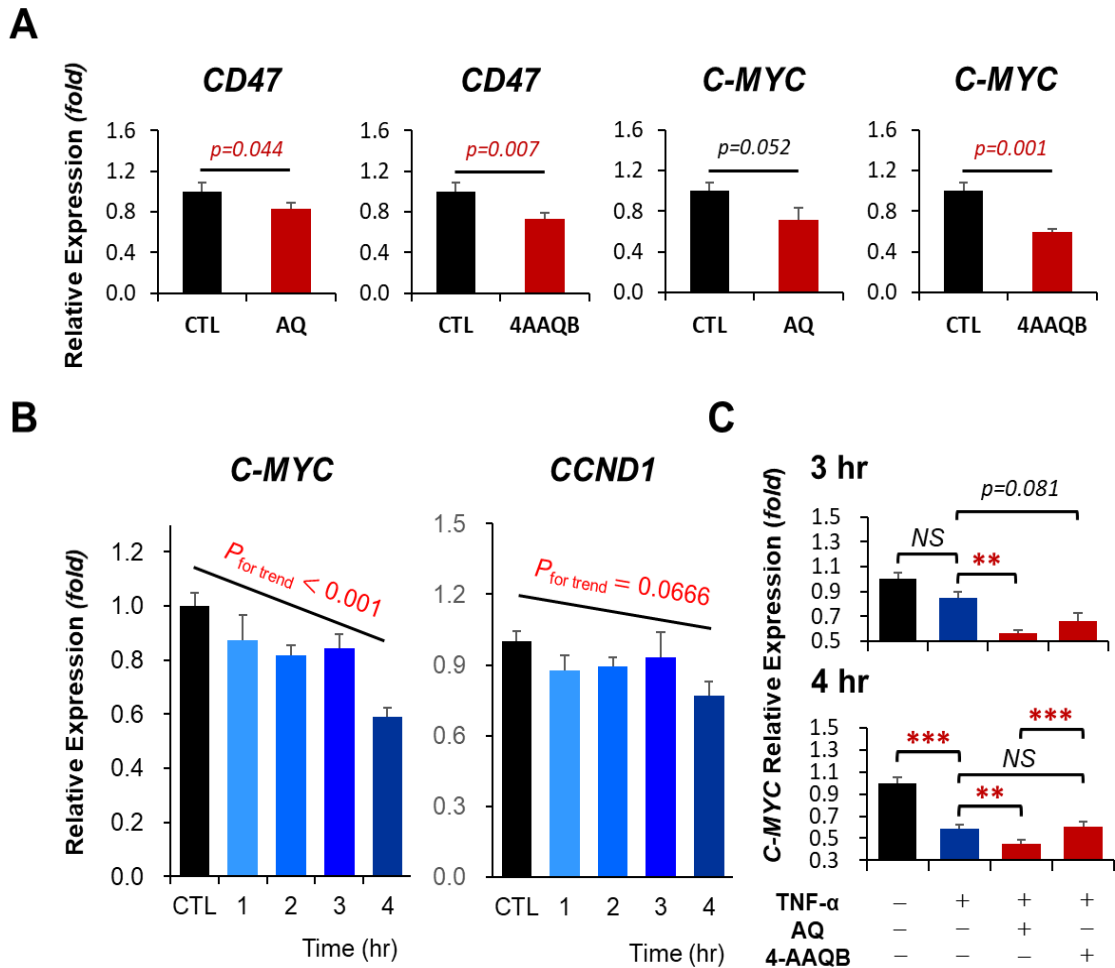 A
CD47 CD47 C-MYC C-MYC
Relative Expression (fold)
1.6 1.2 0.8 0.4 0.0
p=0.044
CTL AQ
1.6 1.2 0.8 0.4 0.0
p=0.007
CTL 4AAQB
1.6 1.2 0.8 0.4 0.0
p=0.052
CTL AQ
1.6 1.2 0.8 0.4 0.0
p=0.001
CTL 4AAQB
B
C-MYC
Relative Expression (fold)
1.2
1.0
0.8
0.6
0.4
0.2
0.0
P for trend < 0.001
CTL 1 2 3 4
Time (hr)
CCND1
1.5
1.2
0.9
0.6
0.3
0.0
P for trend = 0.0666
CTL 1 2 3 4
Time (hr)
C
C-MYC Relative Expression (fold)
3 hr
p=0.081
NS
**
1.5
1.3
1.1
0.9
0.7
0.5
4 hr
***
***
NS
**
1.5
1.3
1.1
0.9
0.7
0.5
0.3
TNF-α – + + +
AQ – – + –
4-AAQB – – – +